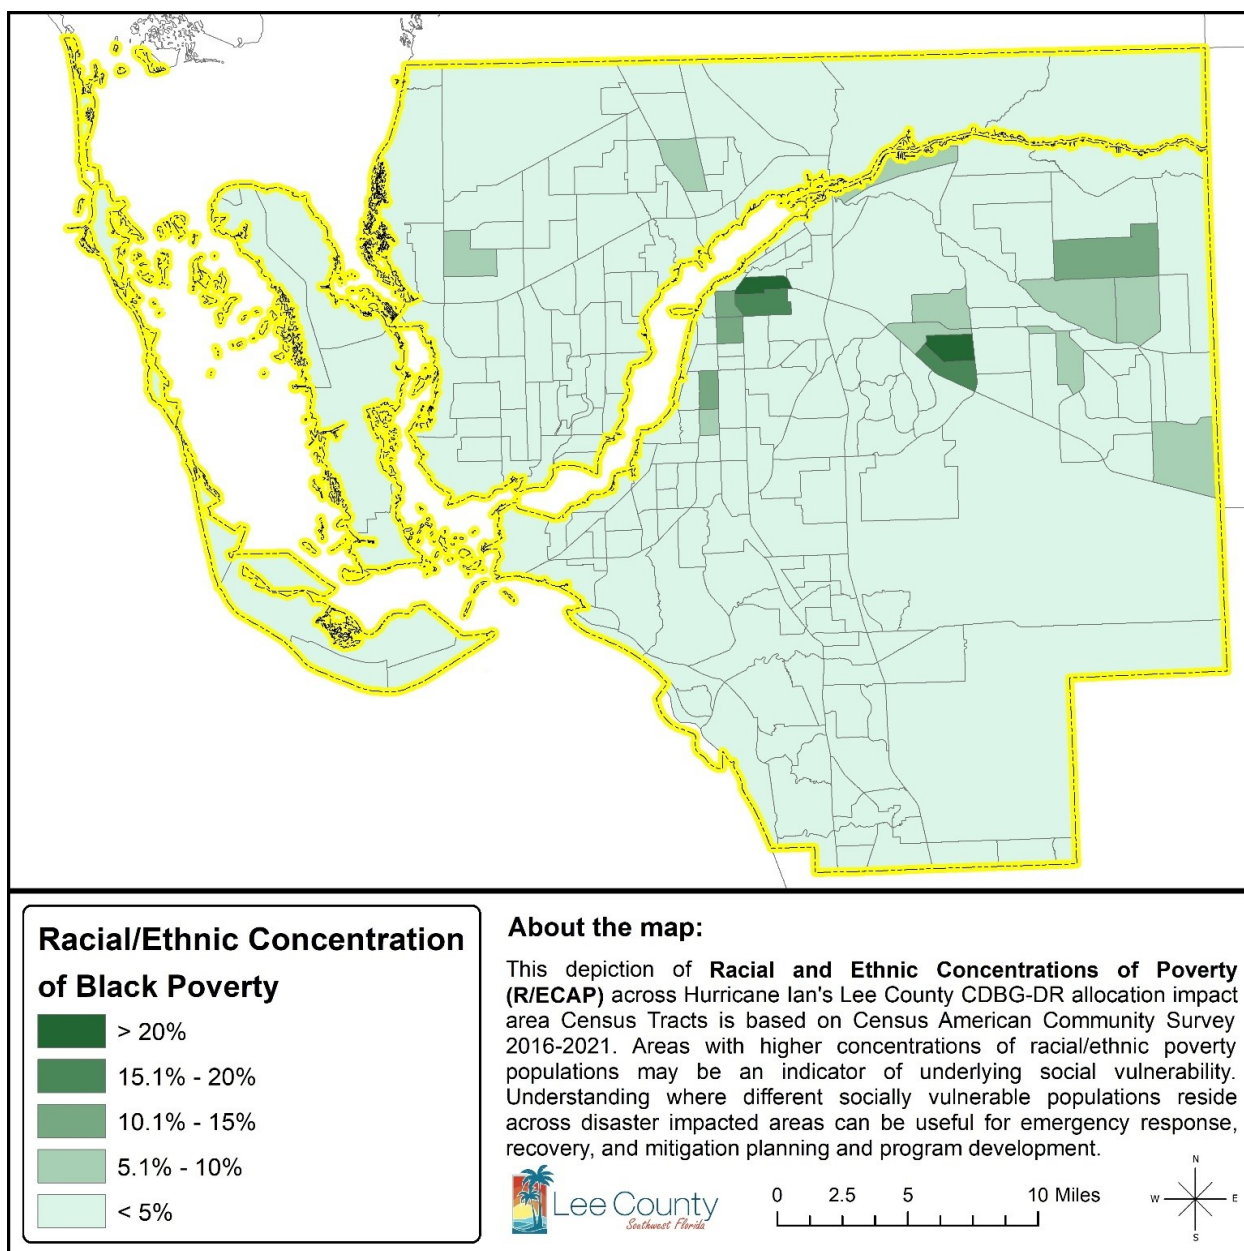 Racial/Ethnic Concentration
of Black Poverty
> 20%
15.1% - 20%
10.1% - 15%
5.1% - 10%
< 5%
About the map:
This depiction of Racial and Ethnic Concentrations of Poverty
(R/ECAP) across Hurricane Ian's Lee County CDBG-DR allocation impact
area Census Tracts is based on Census American Community Survey
2016-2021. Areas with higher concentrations of racial/ethnic poverty
populations may be an indicator of underlying social vulnerability.
Understanding where different socially vulnerable populations reside
across disaster impacted areas can be useful for emergency response,
recovery, and mitigation planning and program development.
Lee County
Southwest Florida
0 2.5 5 10 Miles
N
W E
S